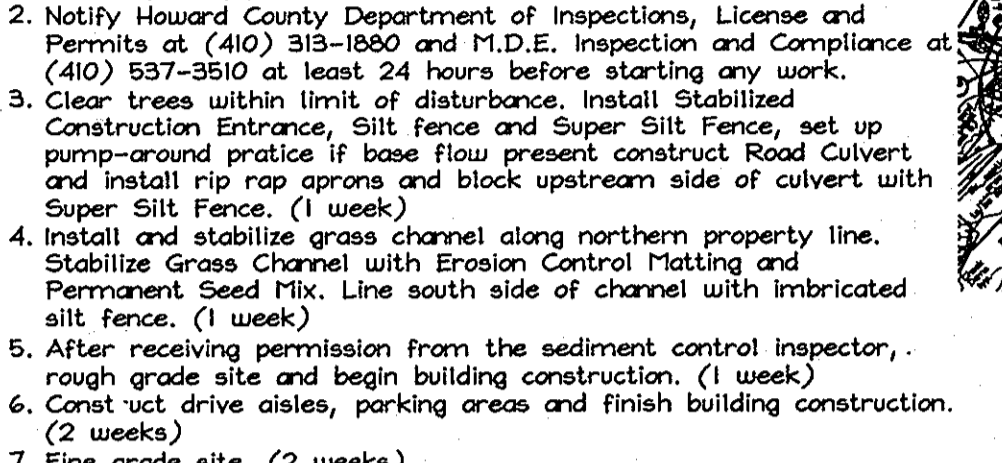 2. Notify Howard County Department of Inspections, License and
Permits at (410) 313-1880 and M.D.E. Inspection and Compliance at
(410) 537-3510 at least 24 hours before starting any work.
3. Clear trees within limit of disturbance. Install Stabilized
Construction Entrance, Silt fence and Super Silt Fence, set up
pump-around pratice if base flow present construct Road Culvert
and install rip rap aprons and block upstream side of culvert with
Super Silt Fence. (1 week)
4. Install and stabilize grass channel along northern property line.
Stabilize Grass Channel with Erosion Control Matting and
Permanent Seed Mix. Line south side of channel with imbricated
silt fence. (1 week)
5. After receiving permission from the sediment control inspector,
rough grade site and begin building construction. (1 week)
6. Const uct drive aisles, parking areas and finish building construction.
(2 weeks)
7. Fine grade site. (2 weeks)